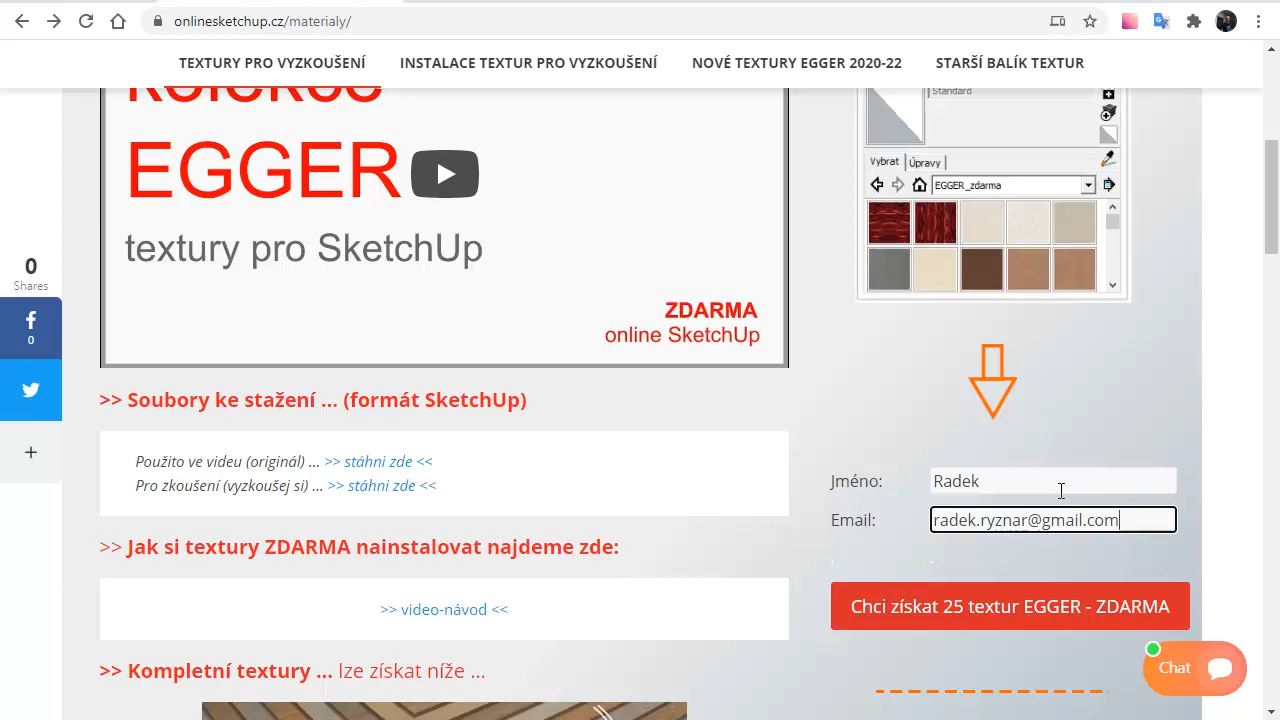 onlinesketchup.cz/materialy/
TEXTURY PRO VYZKOUŠENÍ INSTALACE TEXTUR PRO VYZKOUŠENÍ NOVÉ TEXTURY EGGER 2020-22 STARŠÍ BALÍK TEXTUR
EGGER
textury pro SketchUp
ZDARMA
online SketchUp
0
Shares
0
Standard
Vybrat Úpravy
EGGER_zdarma
>> Soubory ke stažení ... (formát SketchUp)
Použito ve videu (originál) ... >> stáhni zde <<
Pro zkoušení (vyzkoušej si) ... >> stáhni zde <<
>> Jak si textury ZDARMA nainstalovat najdeme zde:
>> video-návod <<
>> Kompletní textury ... lze získat níže ...
Jméno: Radek
Email: radek.ryznar@gmail.com
Chci získat 25 textur EGGER - ZDARMA
Chat